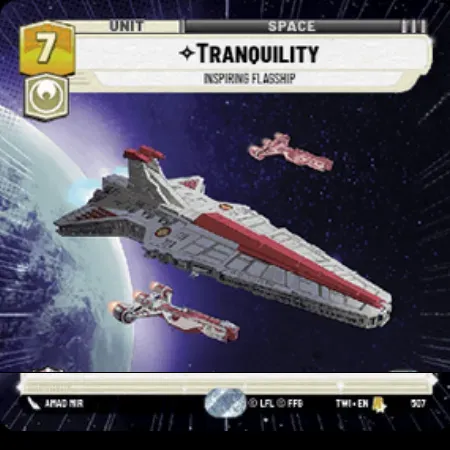 UNIT SPACE
7
TRANQUILITY
INSPIRING FLAGSHIP
AMAD MIR © LFL © FFG TWI • EN 507